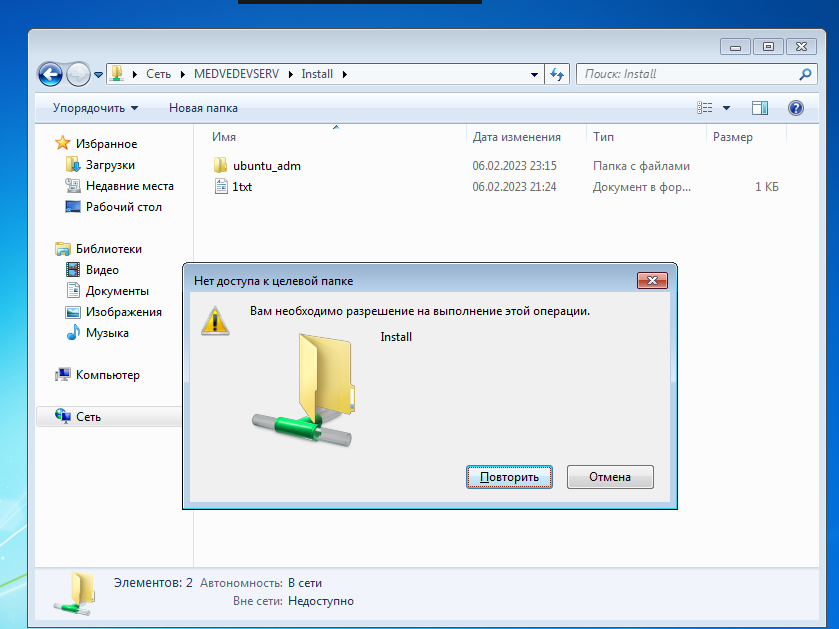 Сеть MEDVEDEVSERV Install
Поиск: Install
Упорядочить Новая папка
Имя Дата изменения Тип Размер
ubuntu_adm 06.02.2023 23:15 Папка с файлами
1txt 06.02.2023 21:24 Документ в фор... 1 КБ
Избранное
Загрузки
Недавние места
Рабочий стол
Библиотеки
Видео
Документы
Изображения
Музыка
Компьютер
Сеть
Нет доступа к целевой папке
Вам необходимо разрешение на выполнение этой операции.
Install
Повторить Отмена
Элементов: 2 Автономность: В сети
Вне сети: Недоступно